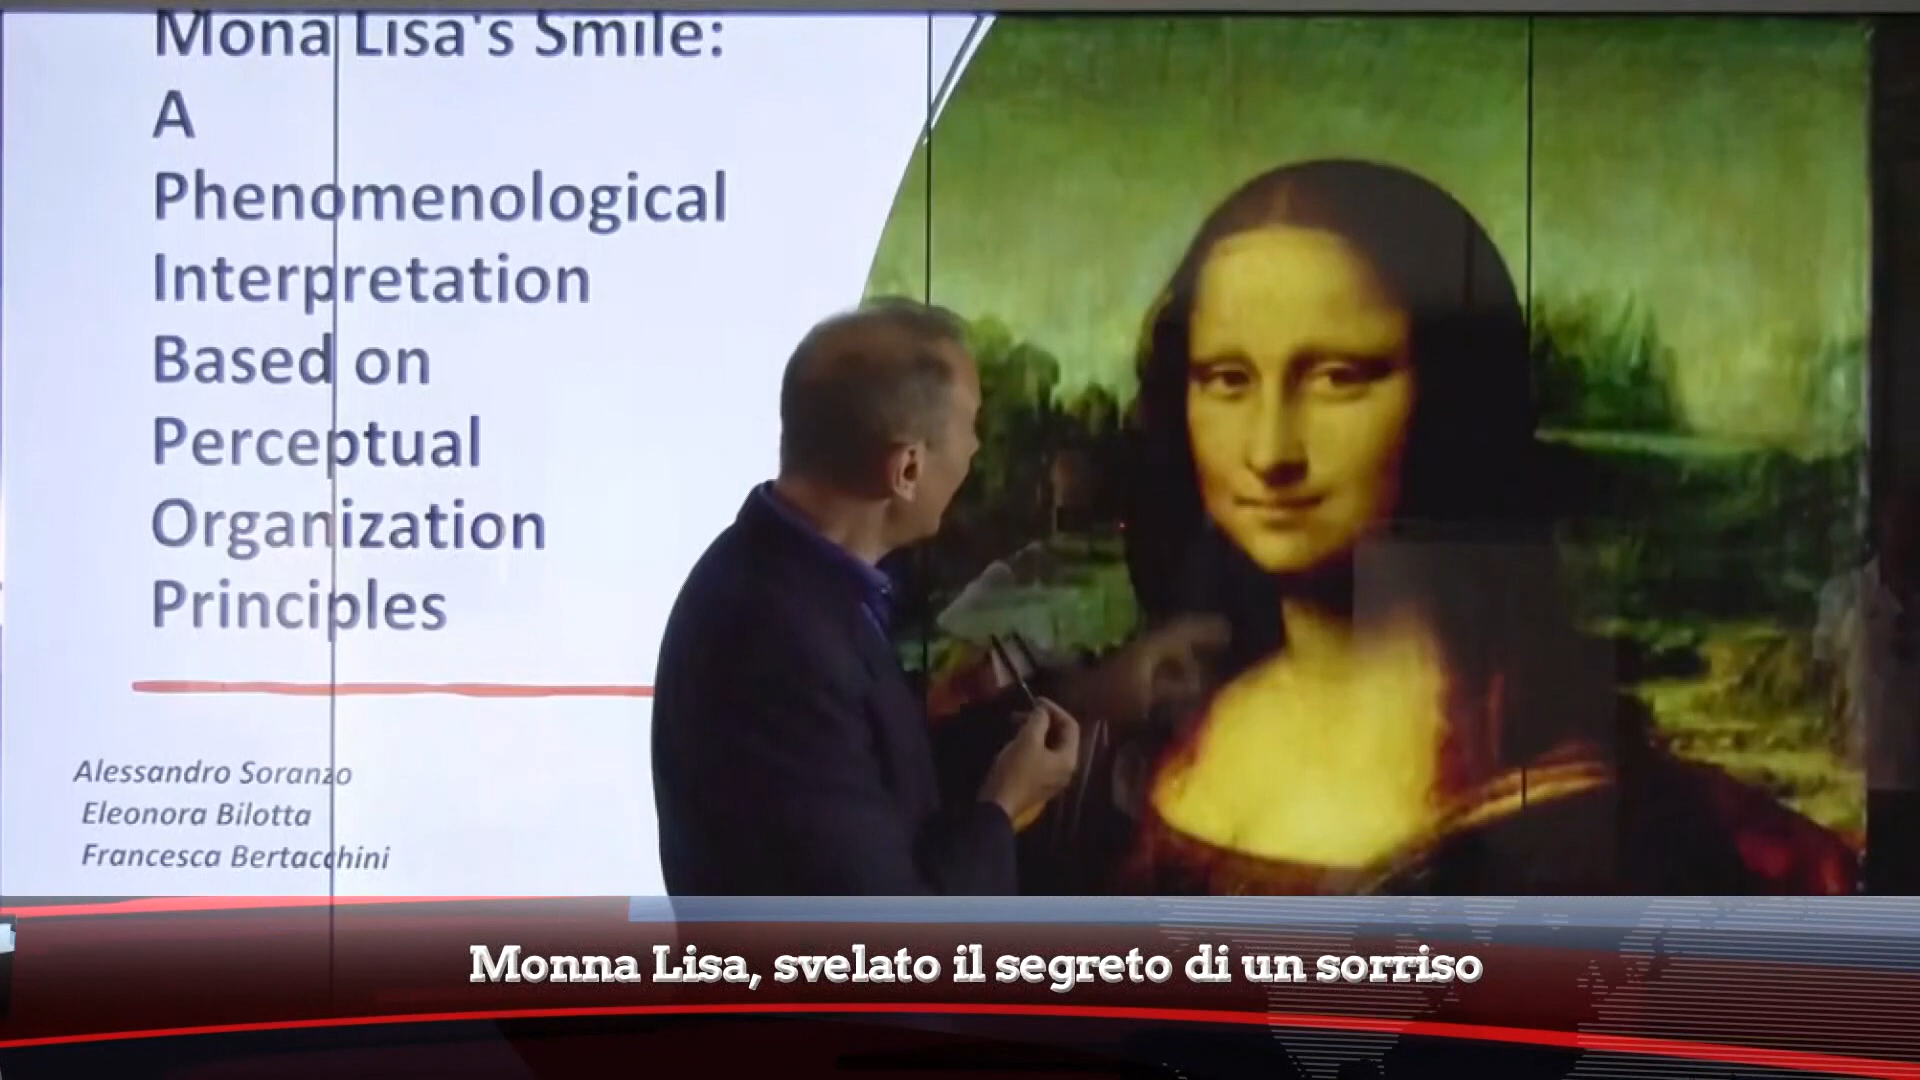 Mona Lisa's Smile:
A
Phenomenological
Interpretation
Based on
Perceptual
Organization
Principles
Alessandro Soranzo
Eleonora Bilotta
Francesca Bertacchini
Monna Lisa, svelato il segreto di un sorriso